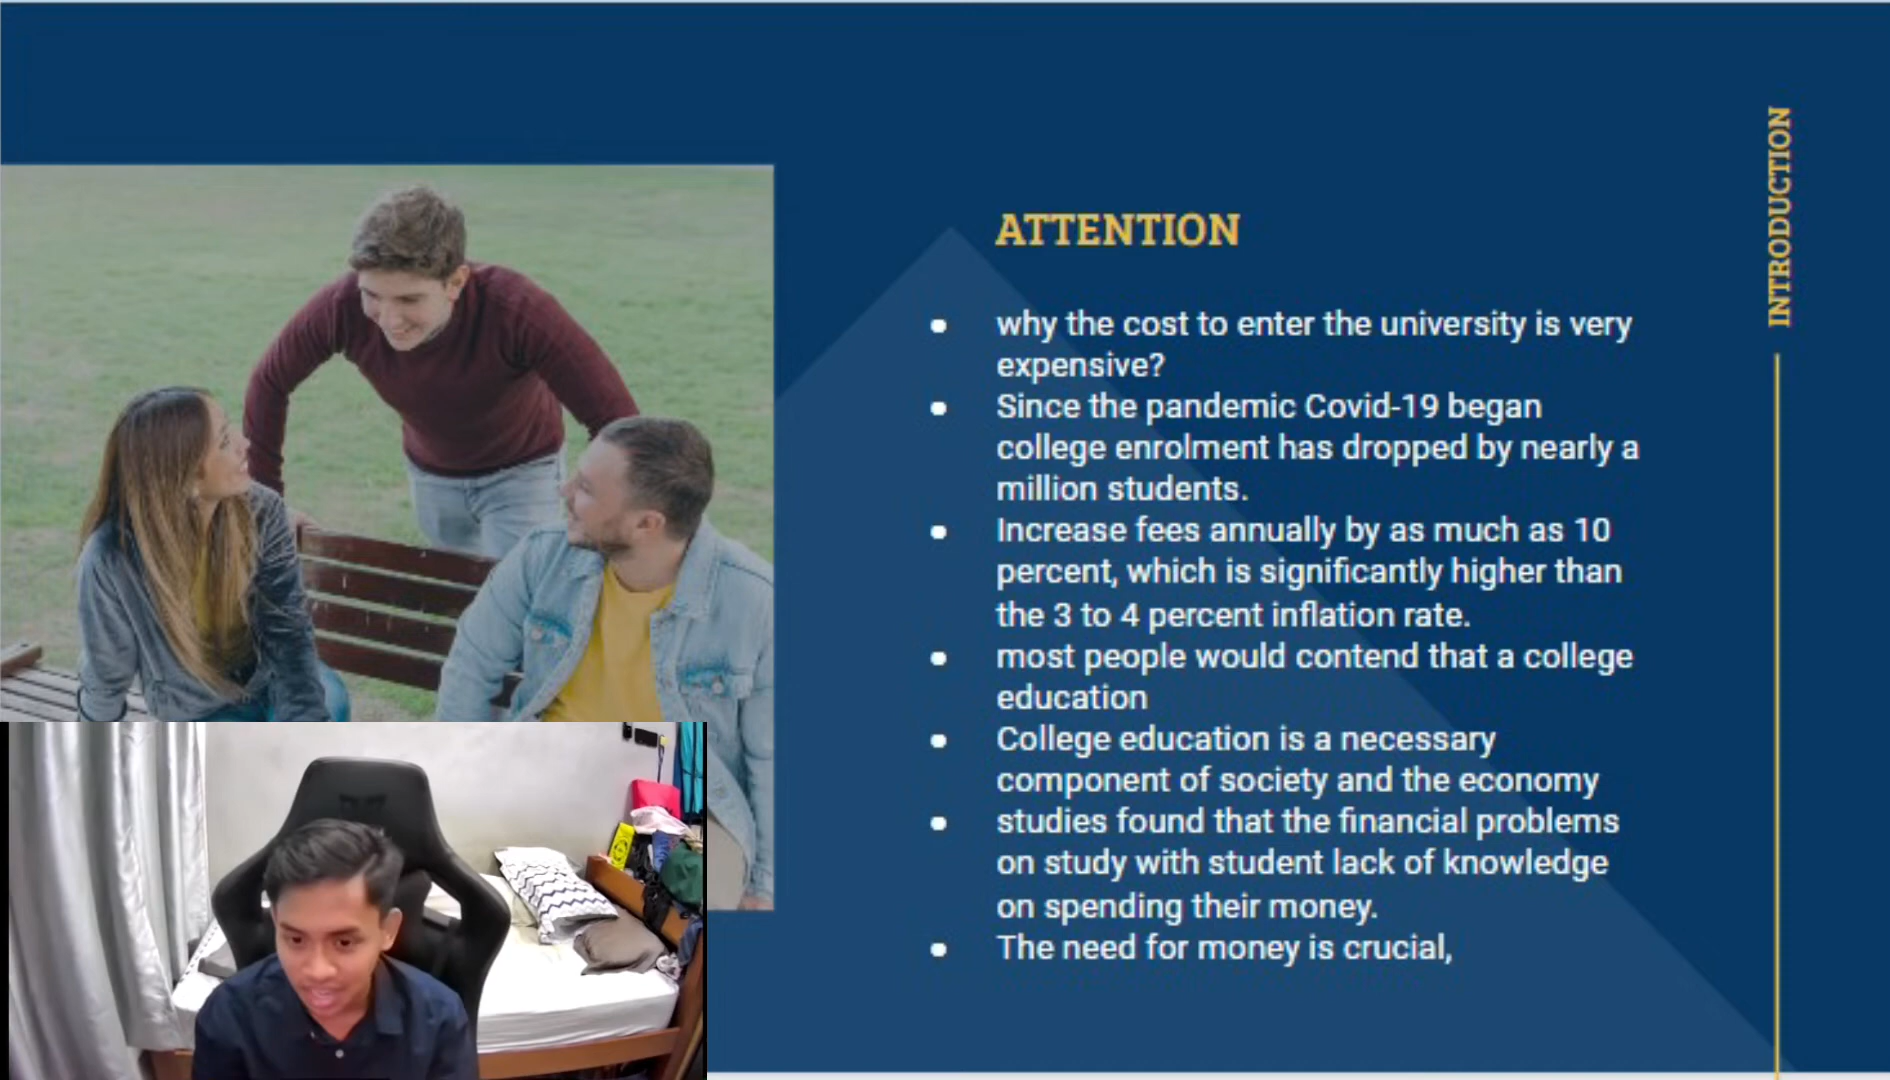 ATTENTION
why the cost to enter the university is very
expensive?
Since the pandemic Covid-19 began
college enrolment has dropped by nearly a
million students.
Increase fees annually by as much as 10
percent, which is significantly higher than
the 3 to 4 percent inflation rate.
most people would contend that a college
education
College education is a necessary
component of society and the economy
studies found that the financial problems
on study with student lack of knowledge
on spending their money.
The need for money is crucial,
INTRODUCTION